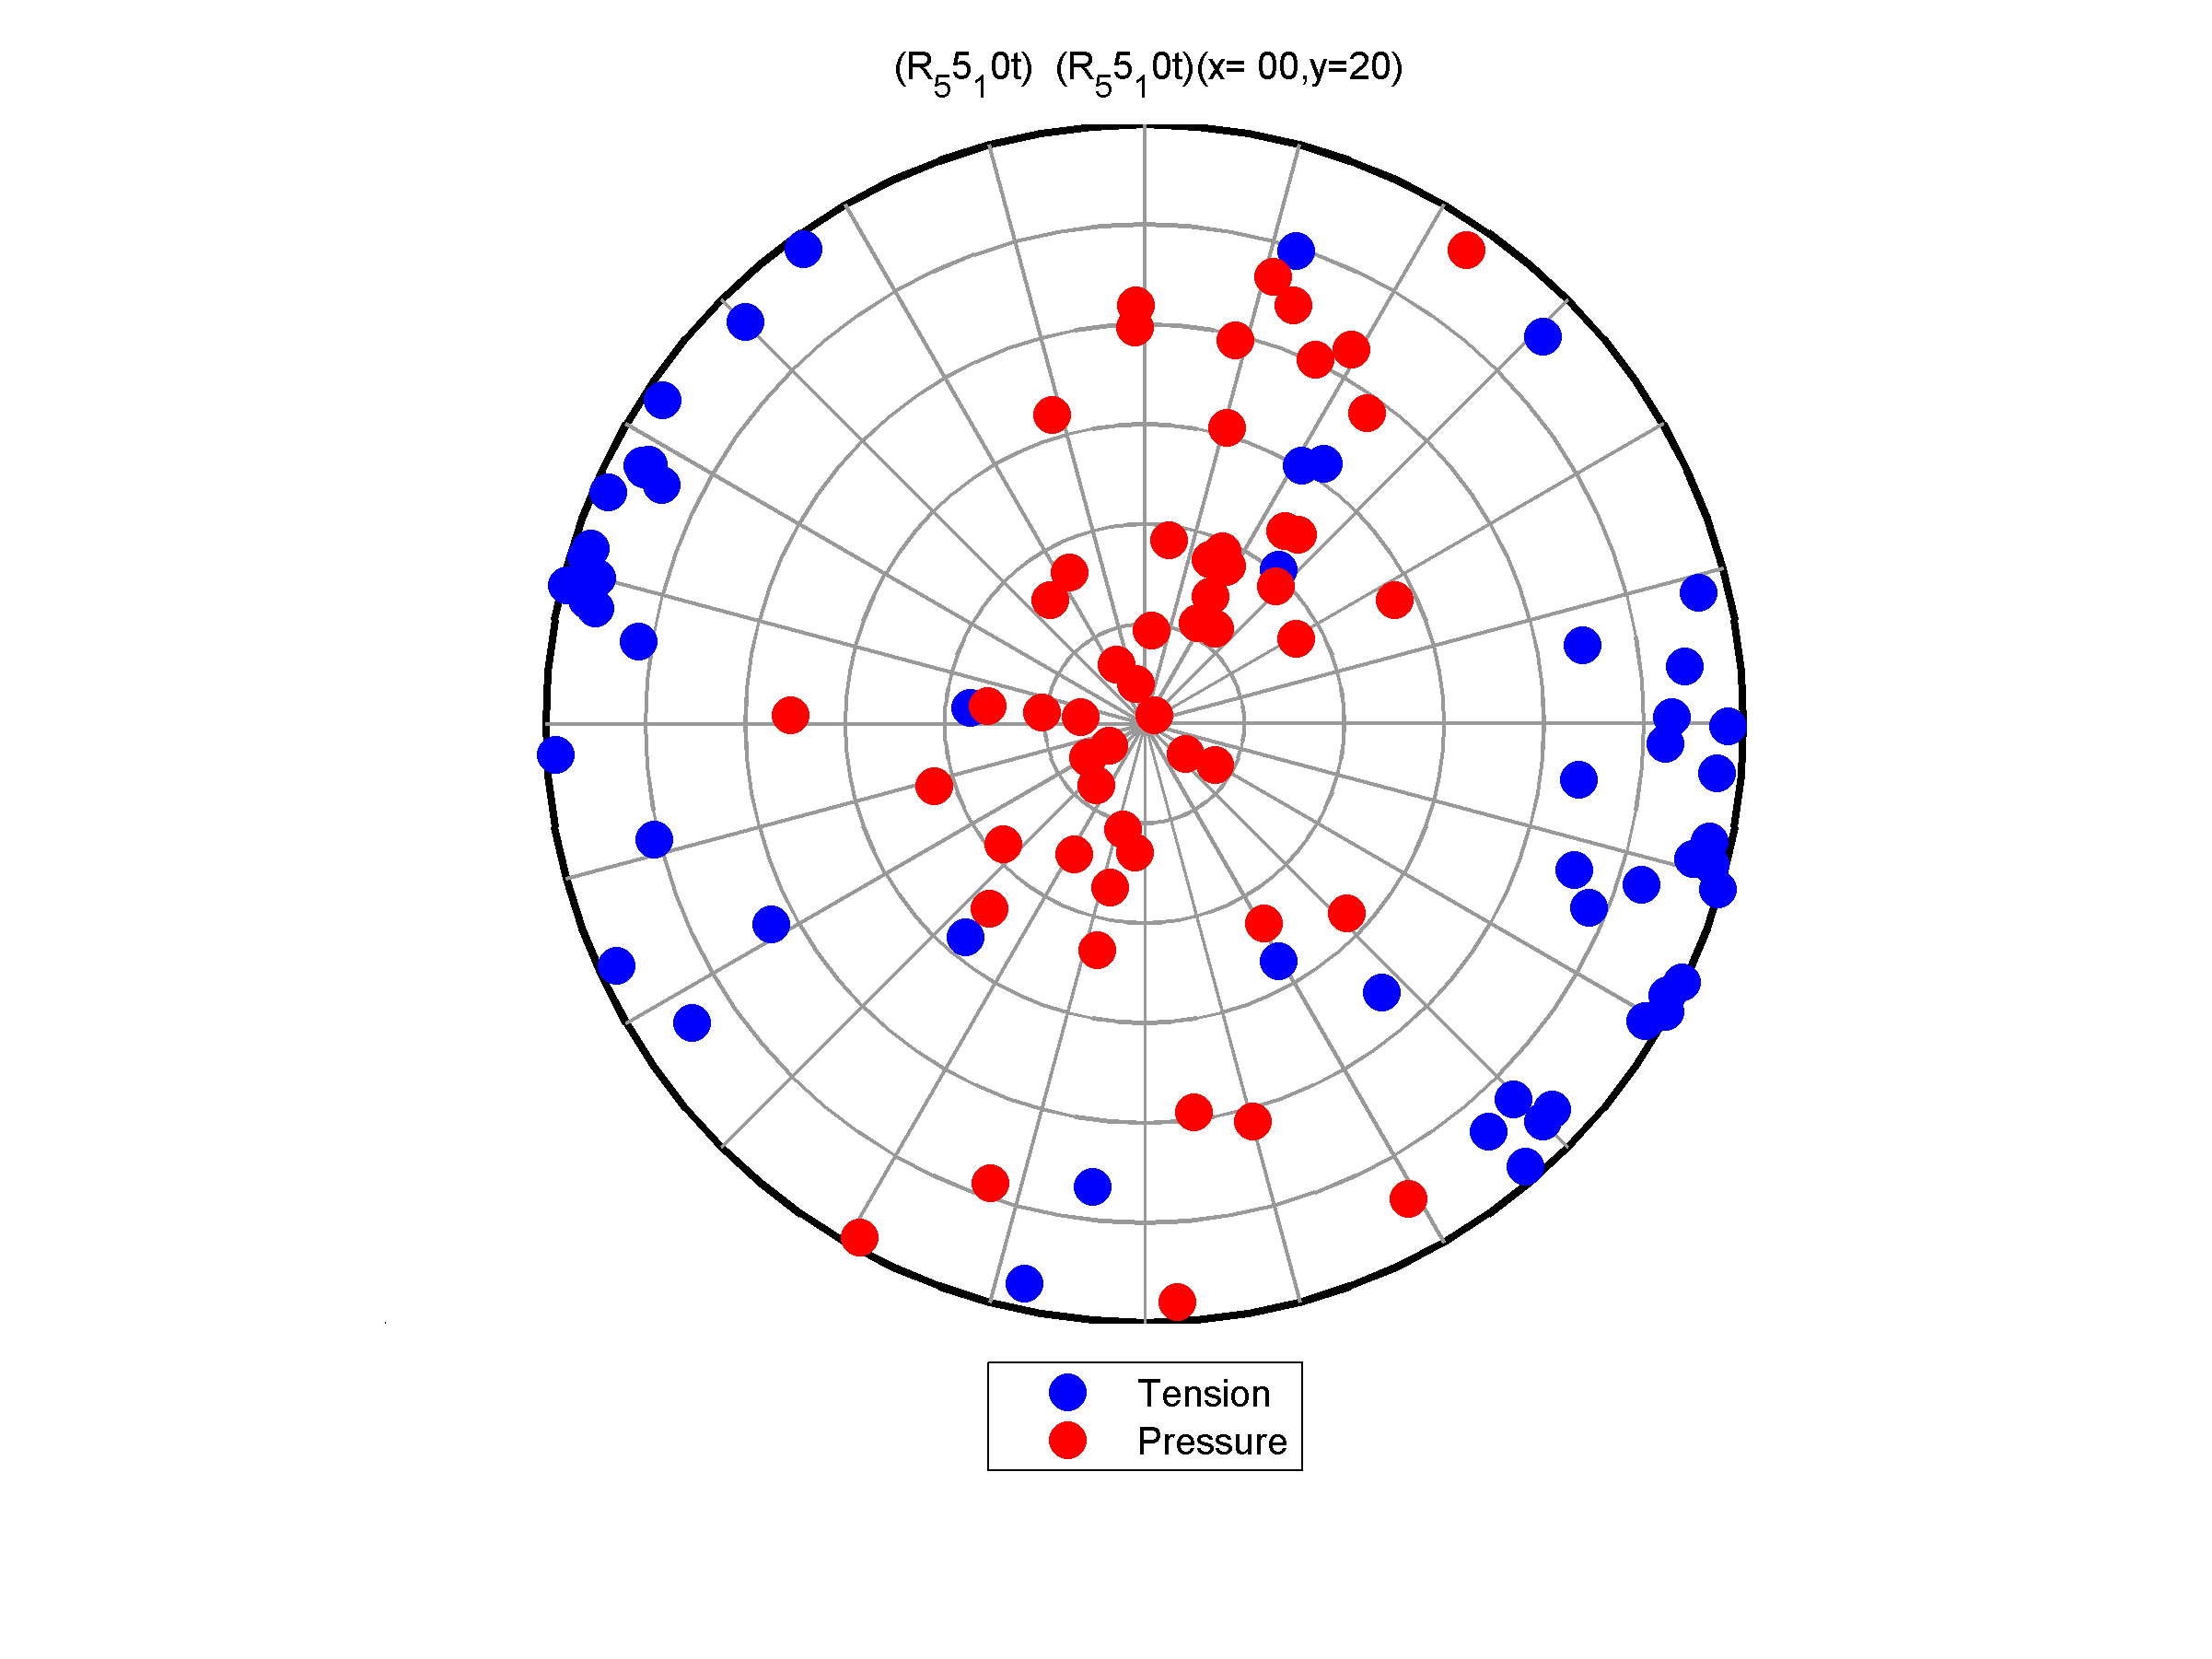 (R₅5₁0t)  (R₅5₁0t)(x= 00,y=20)
Tension
Pressure